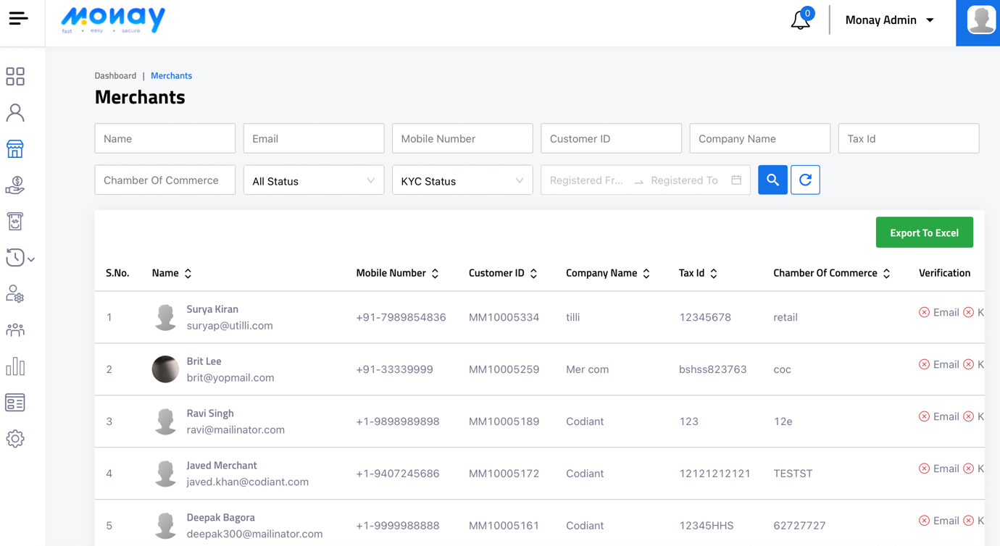 Monay
fast • easy • secure
0
Monay Admin
Dashboard | Merchants
Merchants
Name Email Mobile Number Customer ID Company Name Tax Id
Chamber Of Commerce All Status KYC Status Registered Fr... → Registered To
Export To Excel
S.No. Name Mobile Number Customer ID Company Name Tax Id Chamber Of Commerce Verification
1 Surya Kiran +91-7989854836 MM10005334 tilli 12345678 retail Email K
suryap@utilli.com
2 Brit Lee +91-33339999 MM10005259 Mer com bshss823763 coc Email K
brit@yopmail.com
3 Ravi Singh +1-9898989898 MM10005189 Codiant 123 12e Email K
ravi@mailinator.com
4 Javed Merchant +1-9407245686 MM10005172 Codiant 12121212121 TESTST Email K
javed.khan@codiant.com
5 Deepak Bagora +1-9999988888 MM10005161 Codiant 12345HHS 62727727 Email K
deepak300@mailinator.com